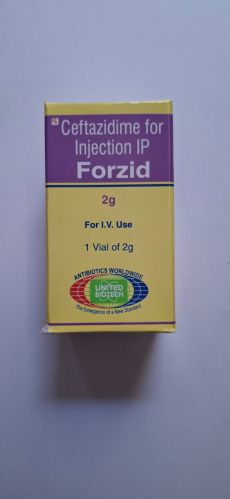 Ceftazidime for
Injection IP
Forzid
2g
For I.V. Use
1 Vial of 2g
ANTIBIOTICS WORLDWIDE
UNITED
BIOTECH
The Emergence of a New Standard